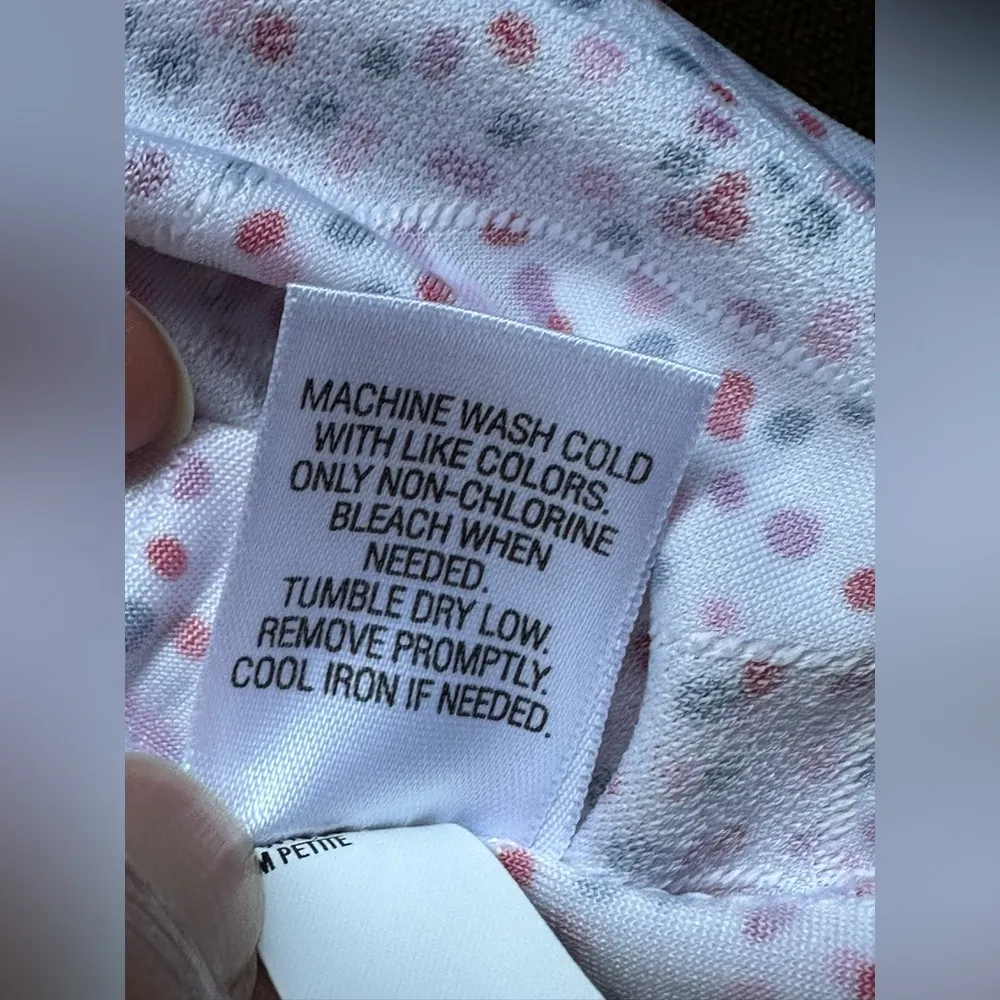 MACHINE WASH COLD
WITH LIKE COLORS.
ONLY NON-CHLORINE
BLEACH WHEN
NEEDED.
TUMBLE DRY LOW.
REMOVE PROMPTLY.
COOL IRON IF NEEDED.
M PETITE